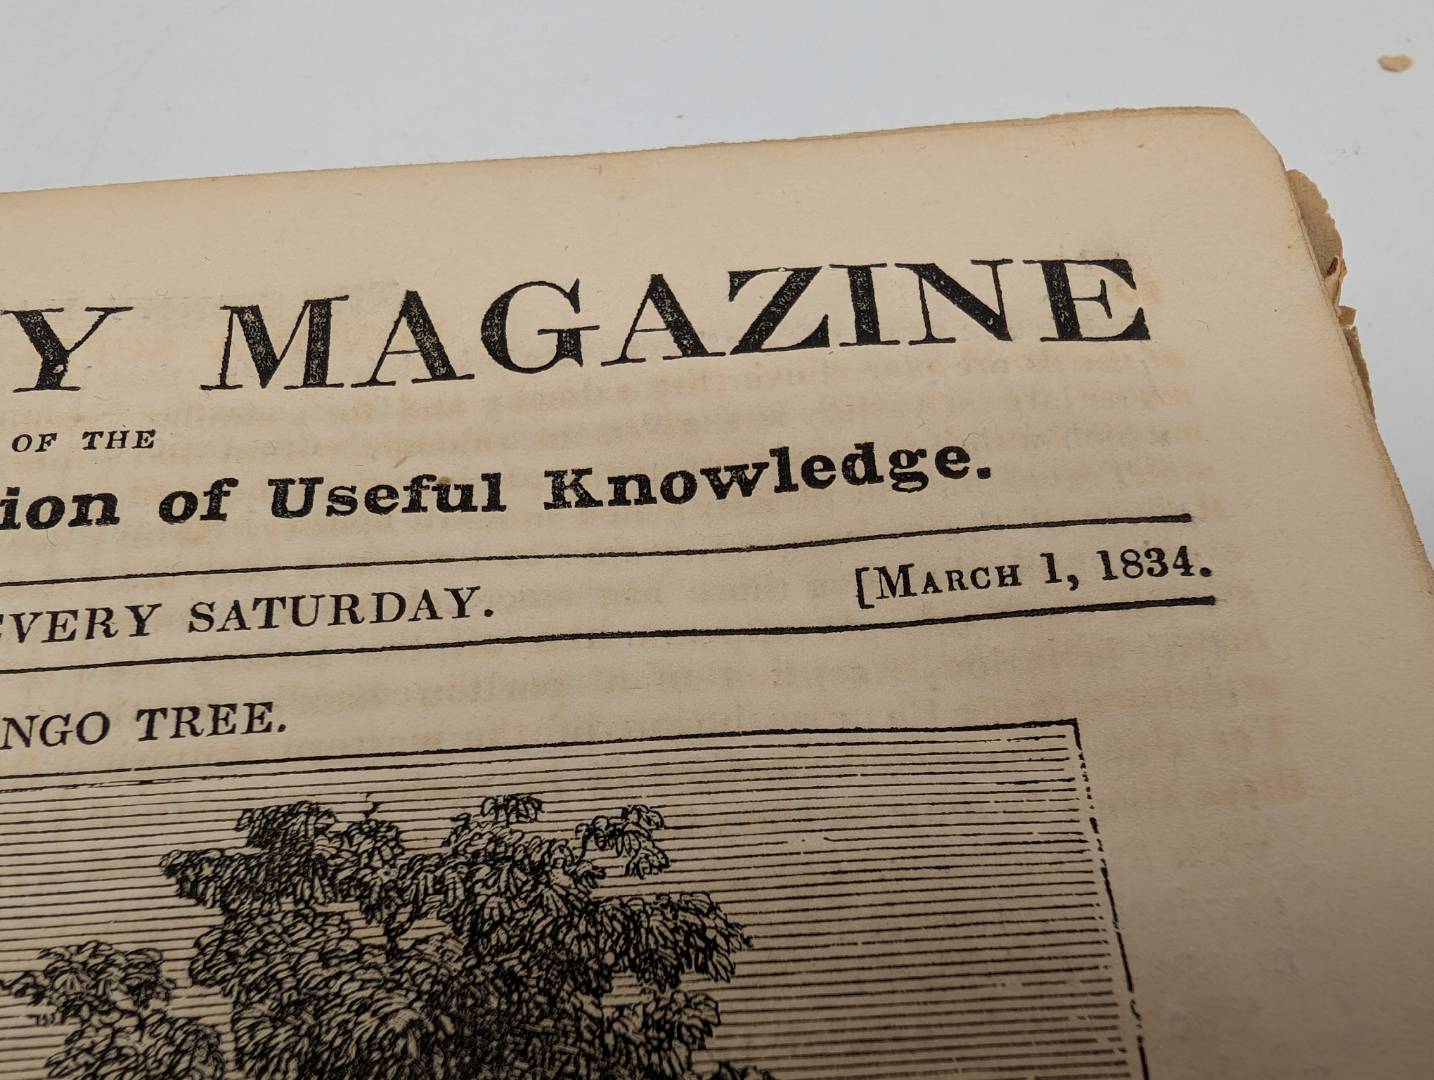 Y MAGAZINE
OF THE
ion of Useful Knowledge.
EVERY SATURDAY. [MARCH 1, 1834.
NGO TREE.